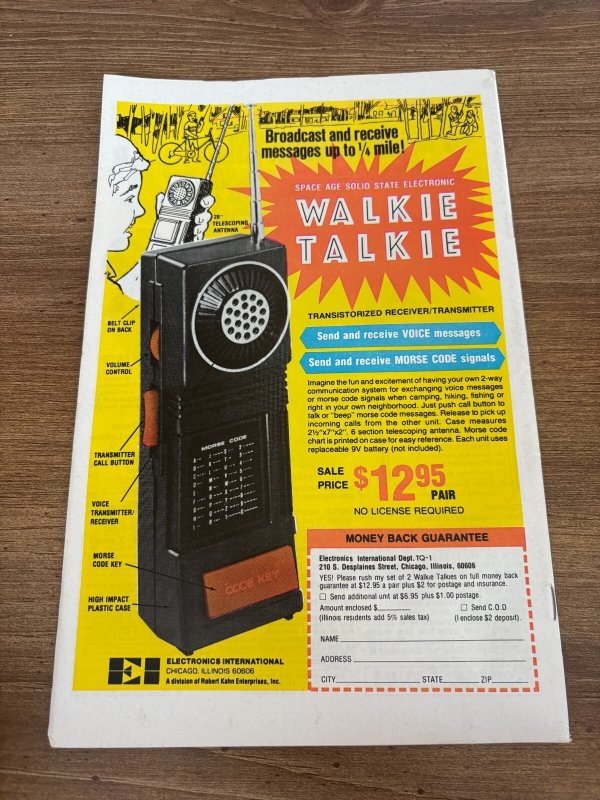 Broadcast and receive
messages up to 1/4 mile!
SPACE AGE SOLID STATE ELECTRONIC
WALKIE
TALKIE
28"
TELESCOPING
ANTENNA
TRANSISTORIZED RECEIVER/TRANSMITTER
Send and receive VOICE messages
Send and receive MORSE CODE signals
Imagine the fun and excitement of having your own 2-way
communication system for exchanging voice messages
or morse code signals when camping, hiking, fishing or
right in your own neighborhood. Just push call button to
talk or "beep" morse code messages. Release to pick up
incoming calls from the other unit. Case measures
2½"x7"x2". 6 section telescoping antenna. Morse code
chart is printed on case for easy reference. Each unit uses
replaceable 9V battery (not included).
SALE
PRICE $12 95
PAIR
NO LICENSE REQUIRED
BELT CLIP
ON BACK
VOLUME
CONTROL
TRANSMITTER
CALL BUTTON
VOICE
TRANSMITTER/
RECEIVER
MORSE
CODE KEY
HIGH IMPACT
PLASTIC CASE
MORSE CODE
CODE KEY
MONEY BACK GUARANTEE
Electronics International Dept. TQ-1
210 S. Desplaines Street, Chicago, Illinois, 60606
YES! Please rush my set of 2 Walkie Talkies on full money back
guarantee at $12.95 a pair plus $2 for postage and insurance.
Send additional unit at $6.95 plus $1.00 postage.
Amount enclosed $ Send C.O.D
(Illinois residents add 5% sales tax) (I enclose $2 deposit).
NAME
ADDRESS
CITY STATE ZIP
EI ELECTRONICS INTERNATIONAL
CHICAGO, ILLINOIS 60606
A division of Robert Kahn Enterprises, Inc.